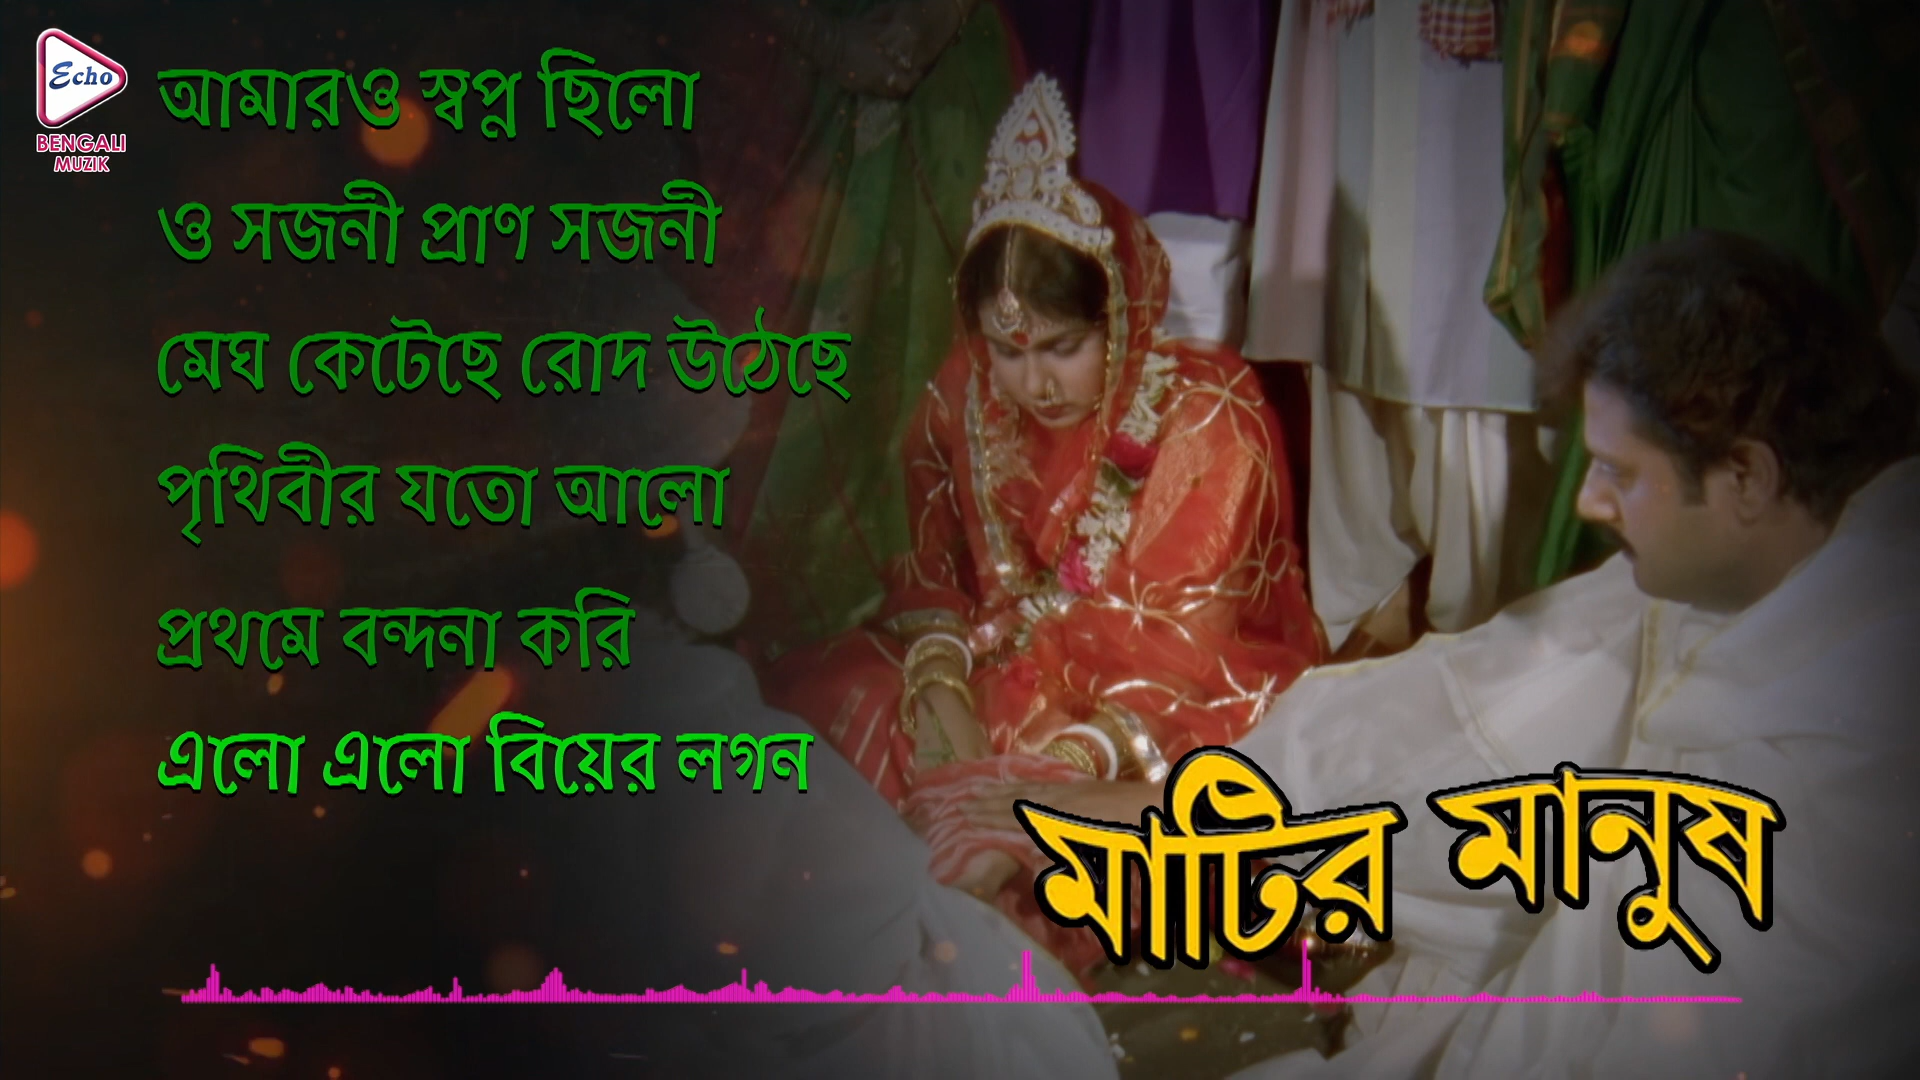 Echo
BENGALI
MUZIK
আমারও স্বপ্ন ছিলো
ও সজনী প্রাণ সজনী
মেঘ কেটেছে রোদ উঠেছে
পৃথিবীর যতো আলো
প্রথমে বন্দনা করি
এলো এলো বিয়ের লগন
মাটির মানুষ